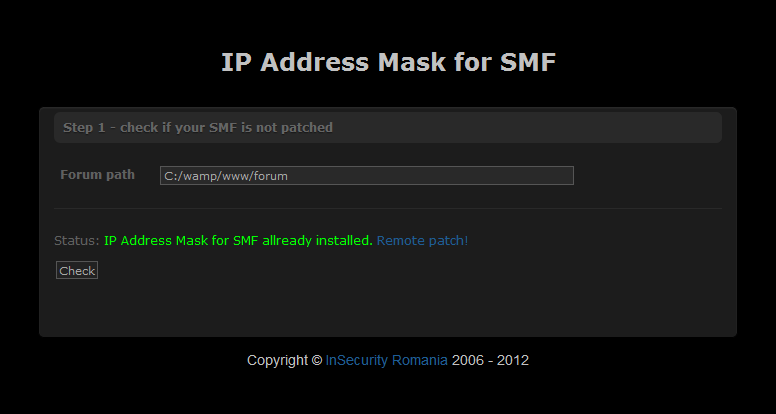 IP Address Mask for SMF
Step 1 - check if your SMF is not patched
Forum path C:/wamp/www/forum
Status: IP Address Mask for SMF allready installed. Remote patch!
Check
Copyright © InSecurity Romania 2006 - 2012